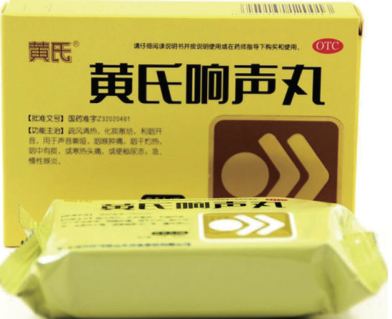 黄氏®
请仔细阅读说明书并按说明使用或在药师指导下购买和使用。
OTC
黄氏响声丸
【批准文号】国药准字Z32020461
【功能主治】疏风清热,化痰散结,利咽开
音。用于声音嘶哑,咽喉肿痛,咽干灼热,
咽中有痰,或寒热头痛,或便秘尿赤,急、
慢性喉炎。
黄氏响声丸